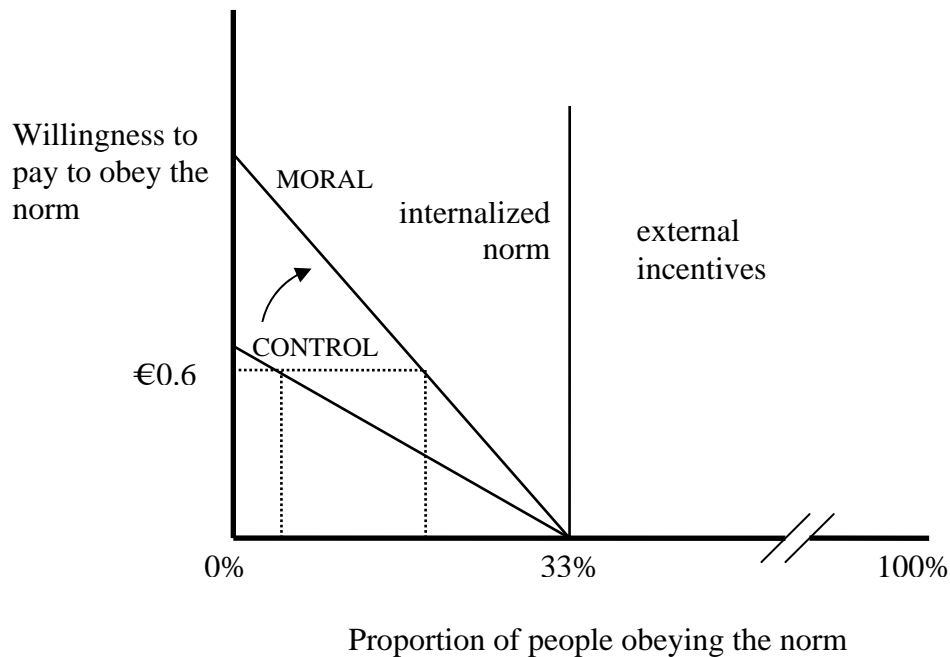 Willingness to
pay to obey the
norm
MORAL
internalized
norm
external
incentives
CONTROL
€0.6
0%
33%
100%
Proportion of people obeying the norm